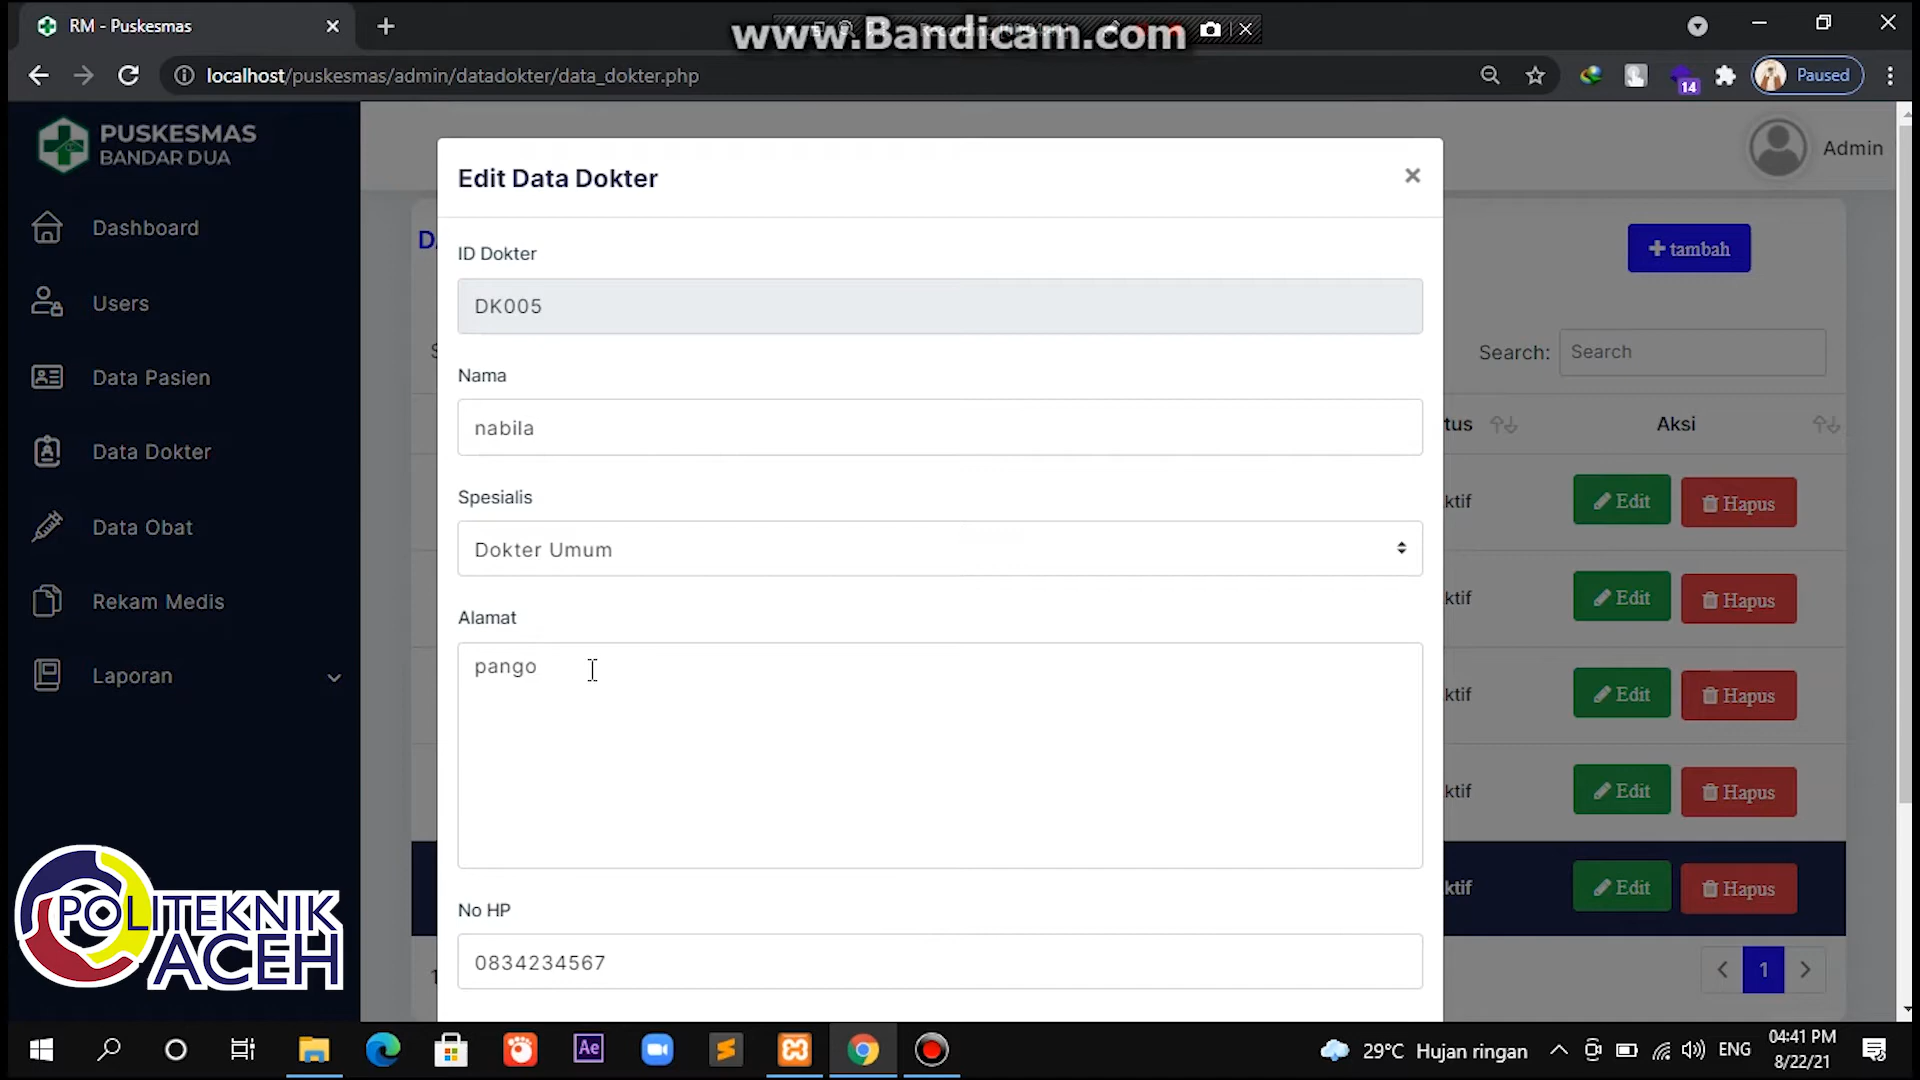 RM - Puskesmas
www.Bandicam.com
localhost/puskesmas/admin/datadokter/data_dokter.php
14
Paused
PUSKESMAS
BANDAR DUA
Admin
Edit Data Dokter
Dashboard
Users
Data Pasien
Data Dokter
Data Obat
Rekam Medis
Laporan
ID Dokter
DK005
Nama
nabila
Spesialis
Dokter Umum
Alamat
pango
No HP
0834234567
tambah
Search: Search
tus Aksi
ktif Edit Hapus
ktif Edit Hapus
ktif Edit Hapus
ktif Edit Hapus
ktif Edit Hapus
1
POLITEKNIK
ACEH
Ae
29°C Hujan ringan
ENG
04:41 PM
8/22/21